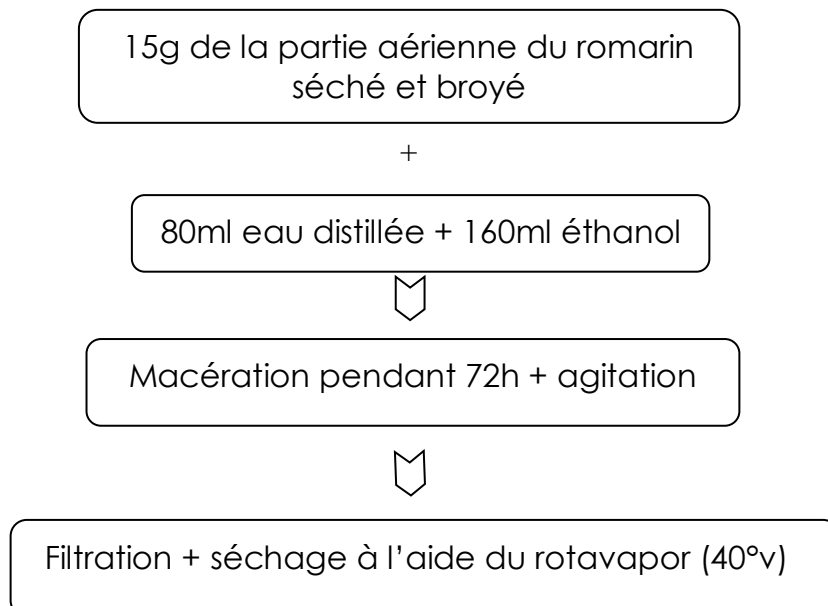 15g de la partie aérienne du romarin
séché et broyé
+
80ml eau distillée + 160ml éthanol
Macération pendant 72h + agitation
Filtration + séchage à l’aide du rotavapor (40°v)